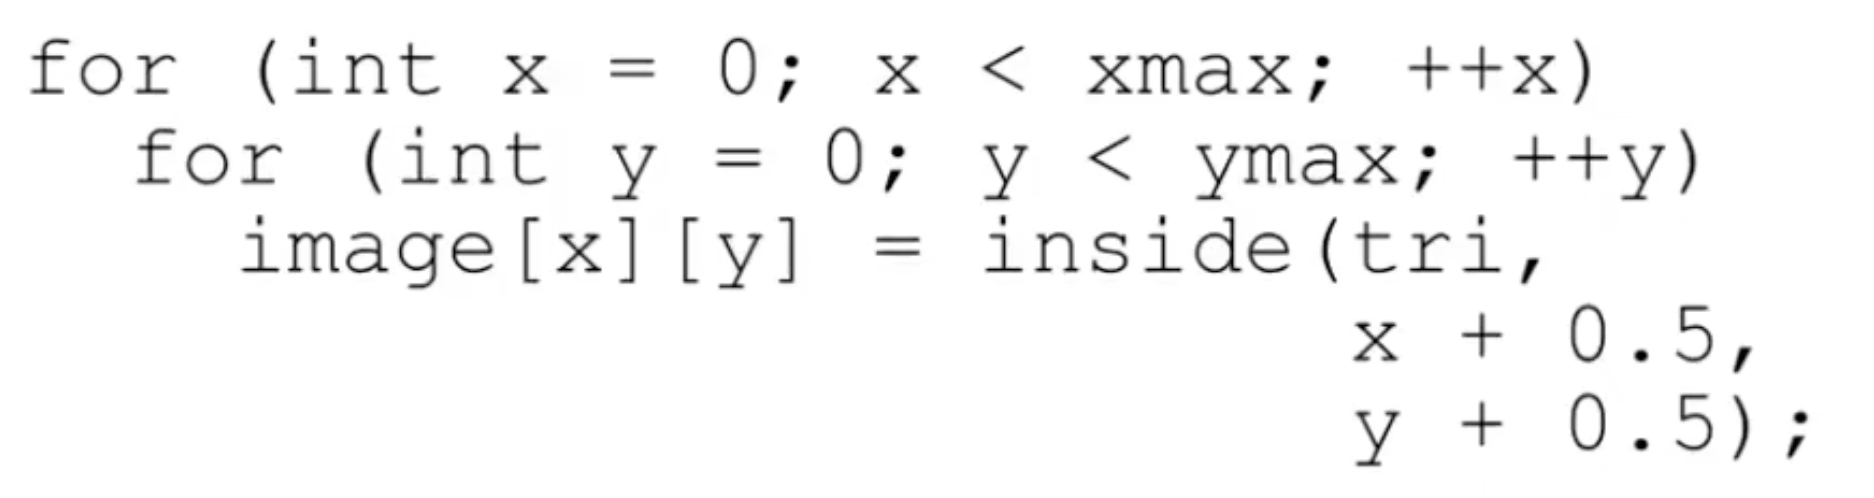 for (int x = 0; x < xmax; ++x)
for (int y = 0; y < ymax; ++y)
image[x][y] = inside(tri,
x + 0.5,
y + 0.5);